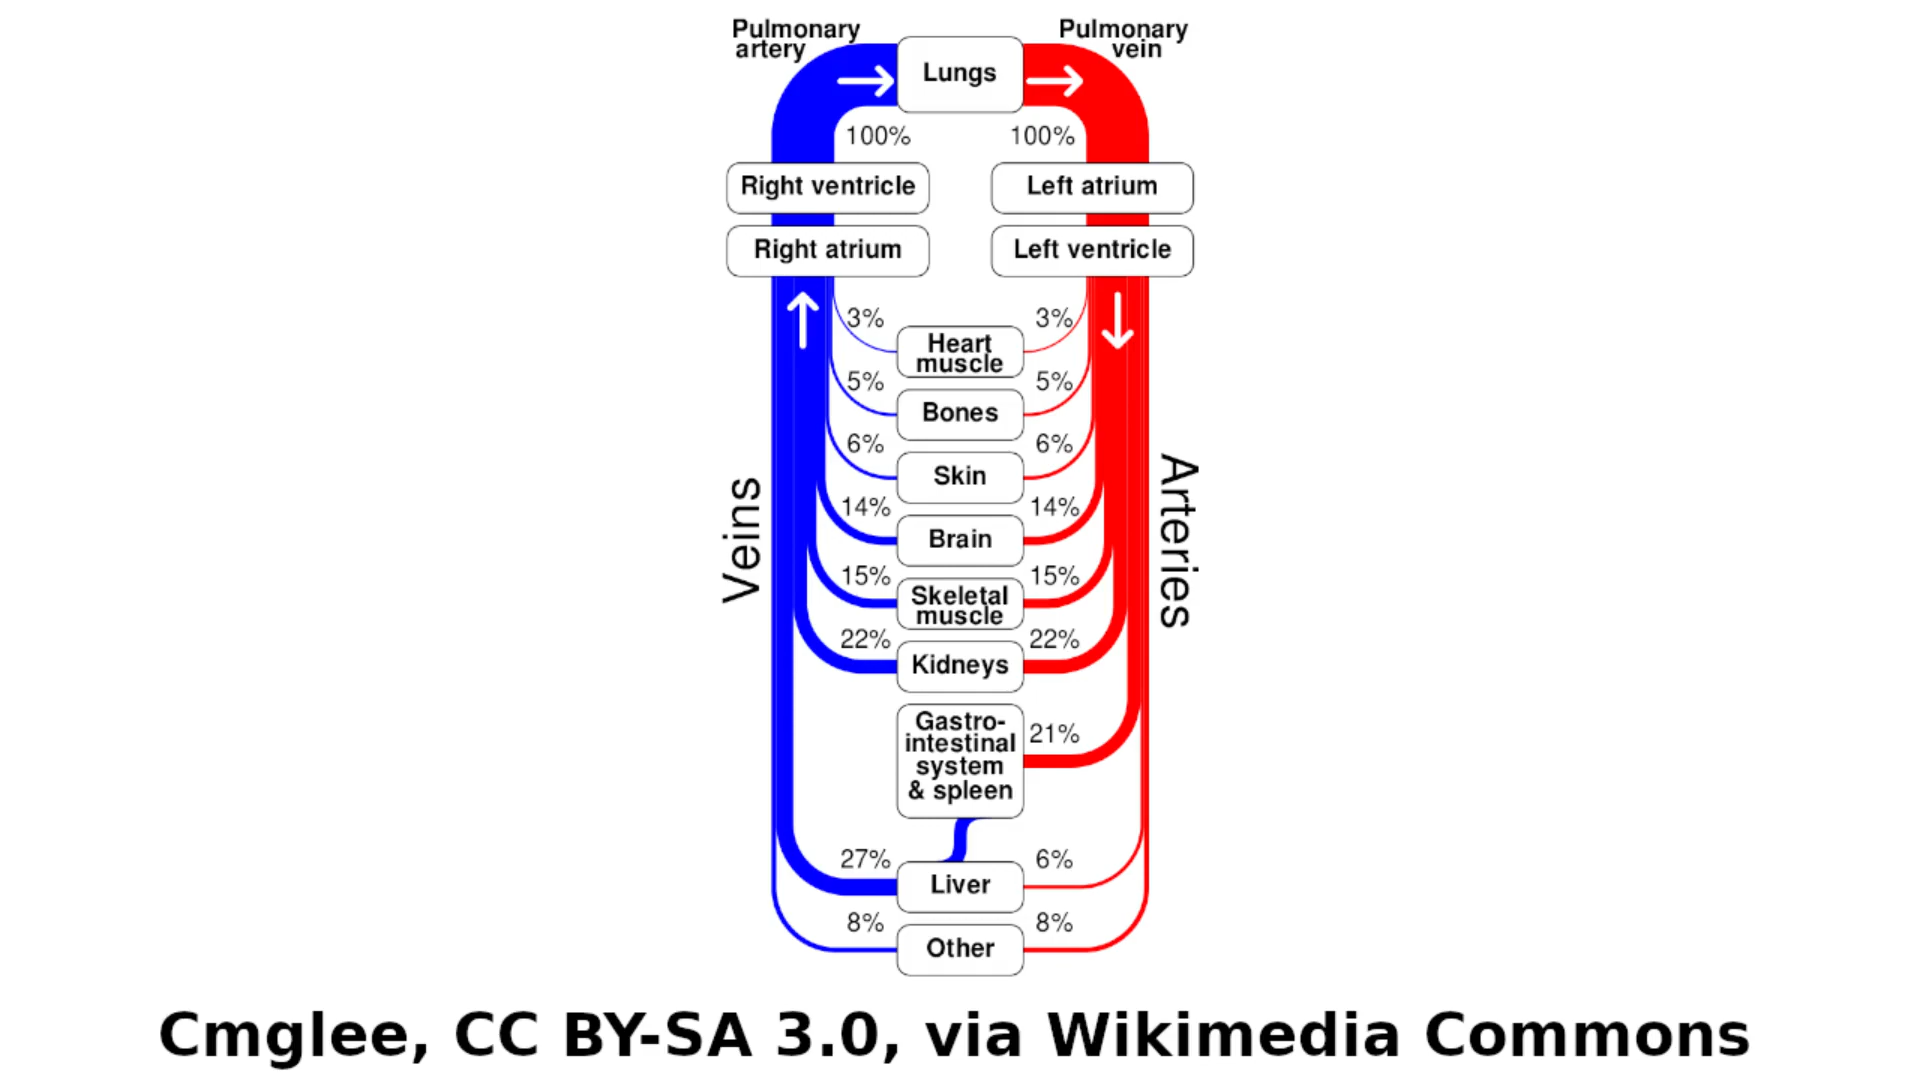 Pulmonary
artery
Pulmonary
vein
Lungs
100%
100%
Right ventricle
Left atrium
Right atrium
Left ventricle
3%
Heart
muscle
3%
5%
Bones
5%
6%
Skin
6%
14%
Brain
14%
15%
Skeletal
muscle
15%
22%
Kidneys
22%
Veins
Arteries
Gastro-
intestinal
system
& spleen
21%
27%
Liver
6%
8%
Other
8%
Cmglee, CC BY-SA 3.0, via Wikimedia Commons